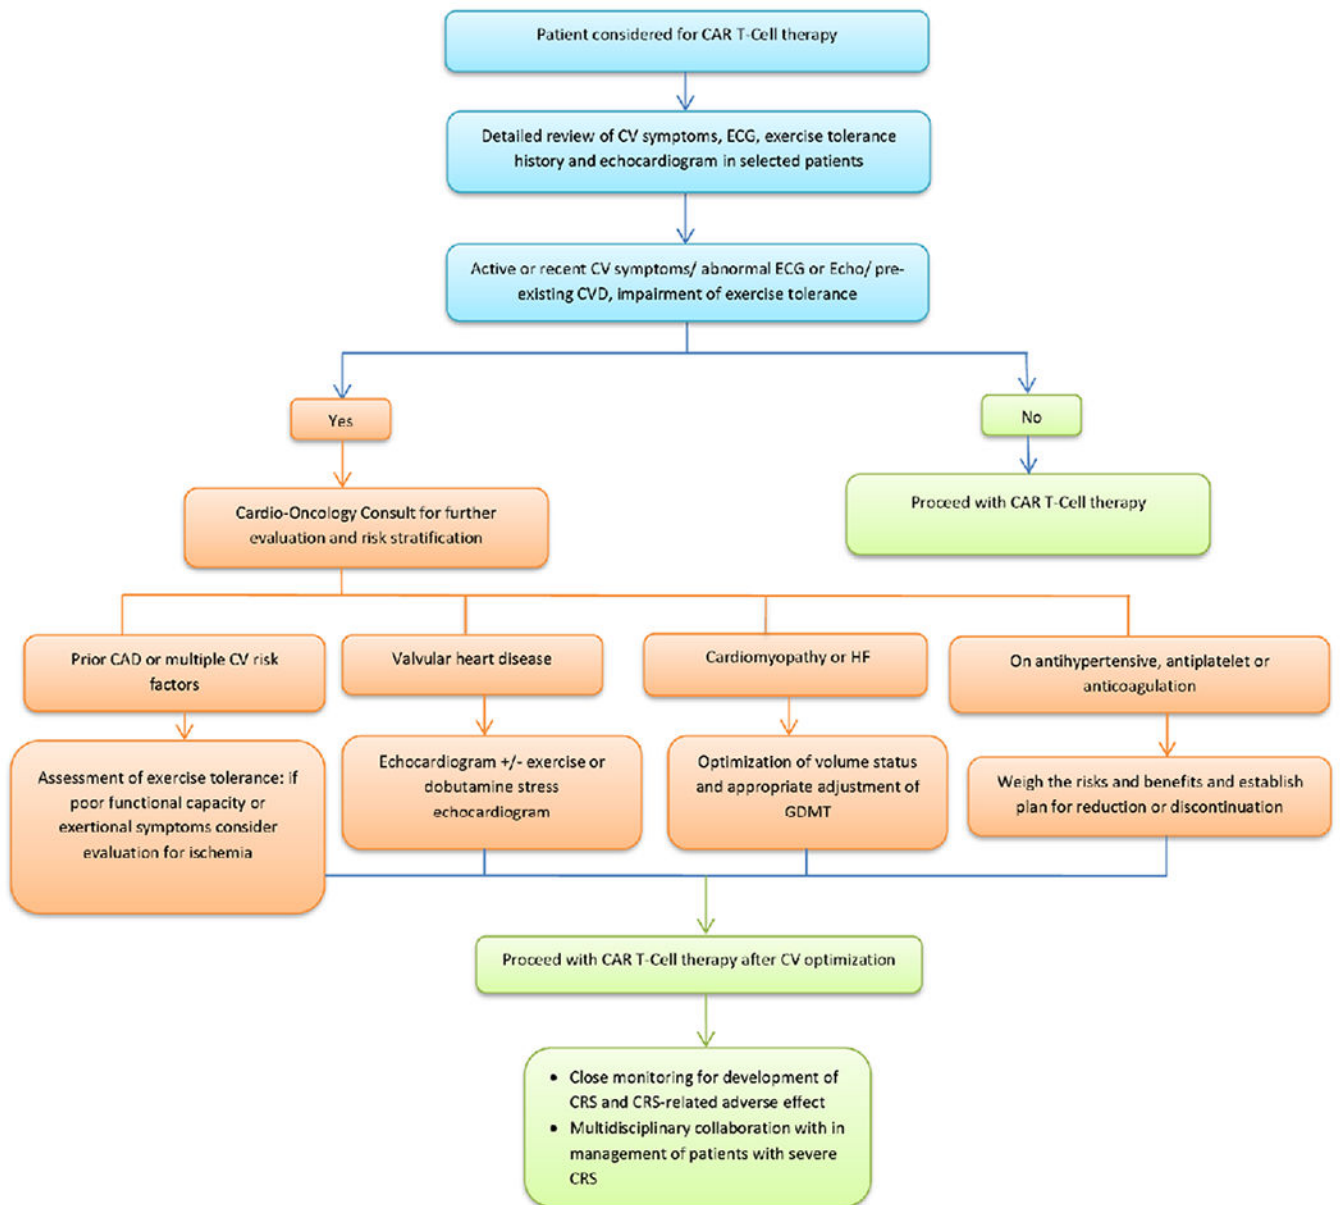 Patient considered for CAR T-Cell therapy
Detailed review of CV symptoms, ECG, exercise tolerance
history and echocardiogram in selected patients
Active or recent CV symptoms/ abnormal ECG or Echo/ pre-
existing CVD, impairment of exercise tolerance
Yes
No
Cardio-Oncology Consult for further
evaluation and risk stratification
Proceed with CAR T-Cell therapy
Prior CAD or multiple CV risk
factors
Valvular heart disease
Cardiomyopathy or HF
On antihypertensive, antiplatelet or
anticoagulation
Assessment of exercise tolerance: if
poor functional capacity or
exertional symptoms consider
evaluation for ischemia
Echocardiogram +/- exercise or
dobutamine stress
echocardiogram
Optimization of volume status
and appropriate adjustment of
GDMT
Weigh the risks and benefits and establish
plan for reduction or discontinuation
Proceed with CAR T-Cell therapy after CV optimization
• Close monitoring for development of
CRS and CRS-related adverse effect
• Multidisciplinary collaboration with in
management of patients with severe
CRS